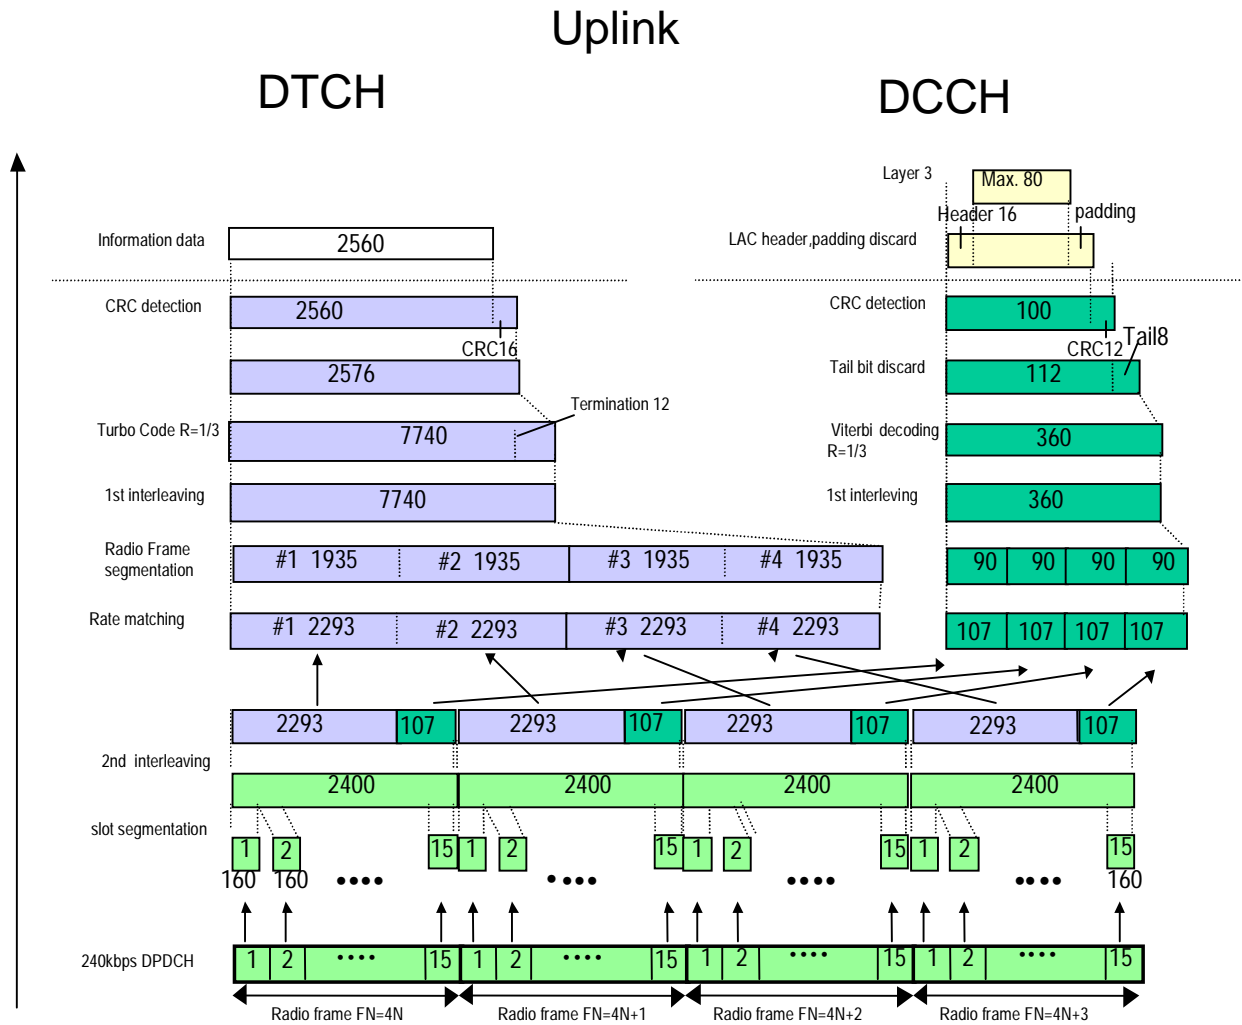 Uplink
DTCH
DCCH
Layer 3
Max. 80
Header 16
padding
Information data
2560
LAC header,padding discard
CRC detection
2560
CRC16
CRC detection
100
CRC12
Tail8
2576
Tail bit discard
112
Termination 12
Turbo Code R=1/3
7740
Viterbi decoding
R=1/3
360
1st interleaving
7740
1st interleving
360
Radio Frame
segmentation
#1 1935
#2 1935
#3 1935
#4 1935
90
90
90
90
Rate matching
#1 2293
#2 2293
#3 2293
#4 2293
107
107
107
107
2293
107
2293
107
2293
107
2293
107
2nd interleaving
2400
2400
2400
2400
slot segmentation
1
2
15
1
2
15
1
2
15
1
2
15
160
160
••••
••••
••••
••••
160
240kbps DPDCH
1
2
••••
15
1
2
••••
15
1
2
••••
15
1
2
••••
15
Radio frame FN=4N
Radio frame FN=4N+1
Radio frame FN=4N+2
Radio frame FN=4N+3